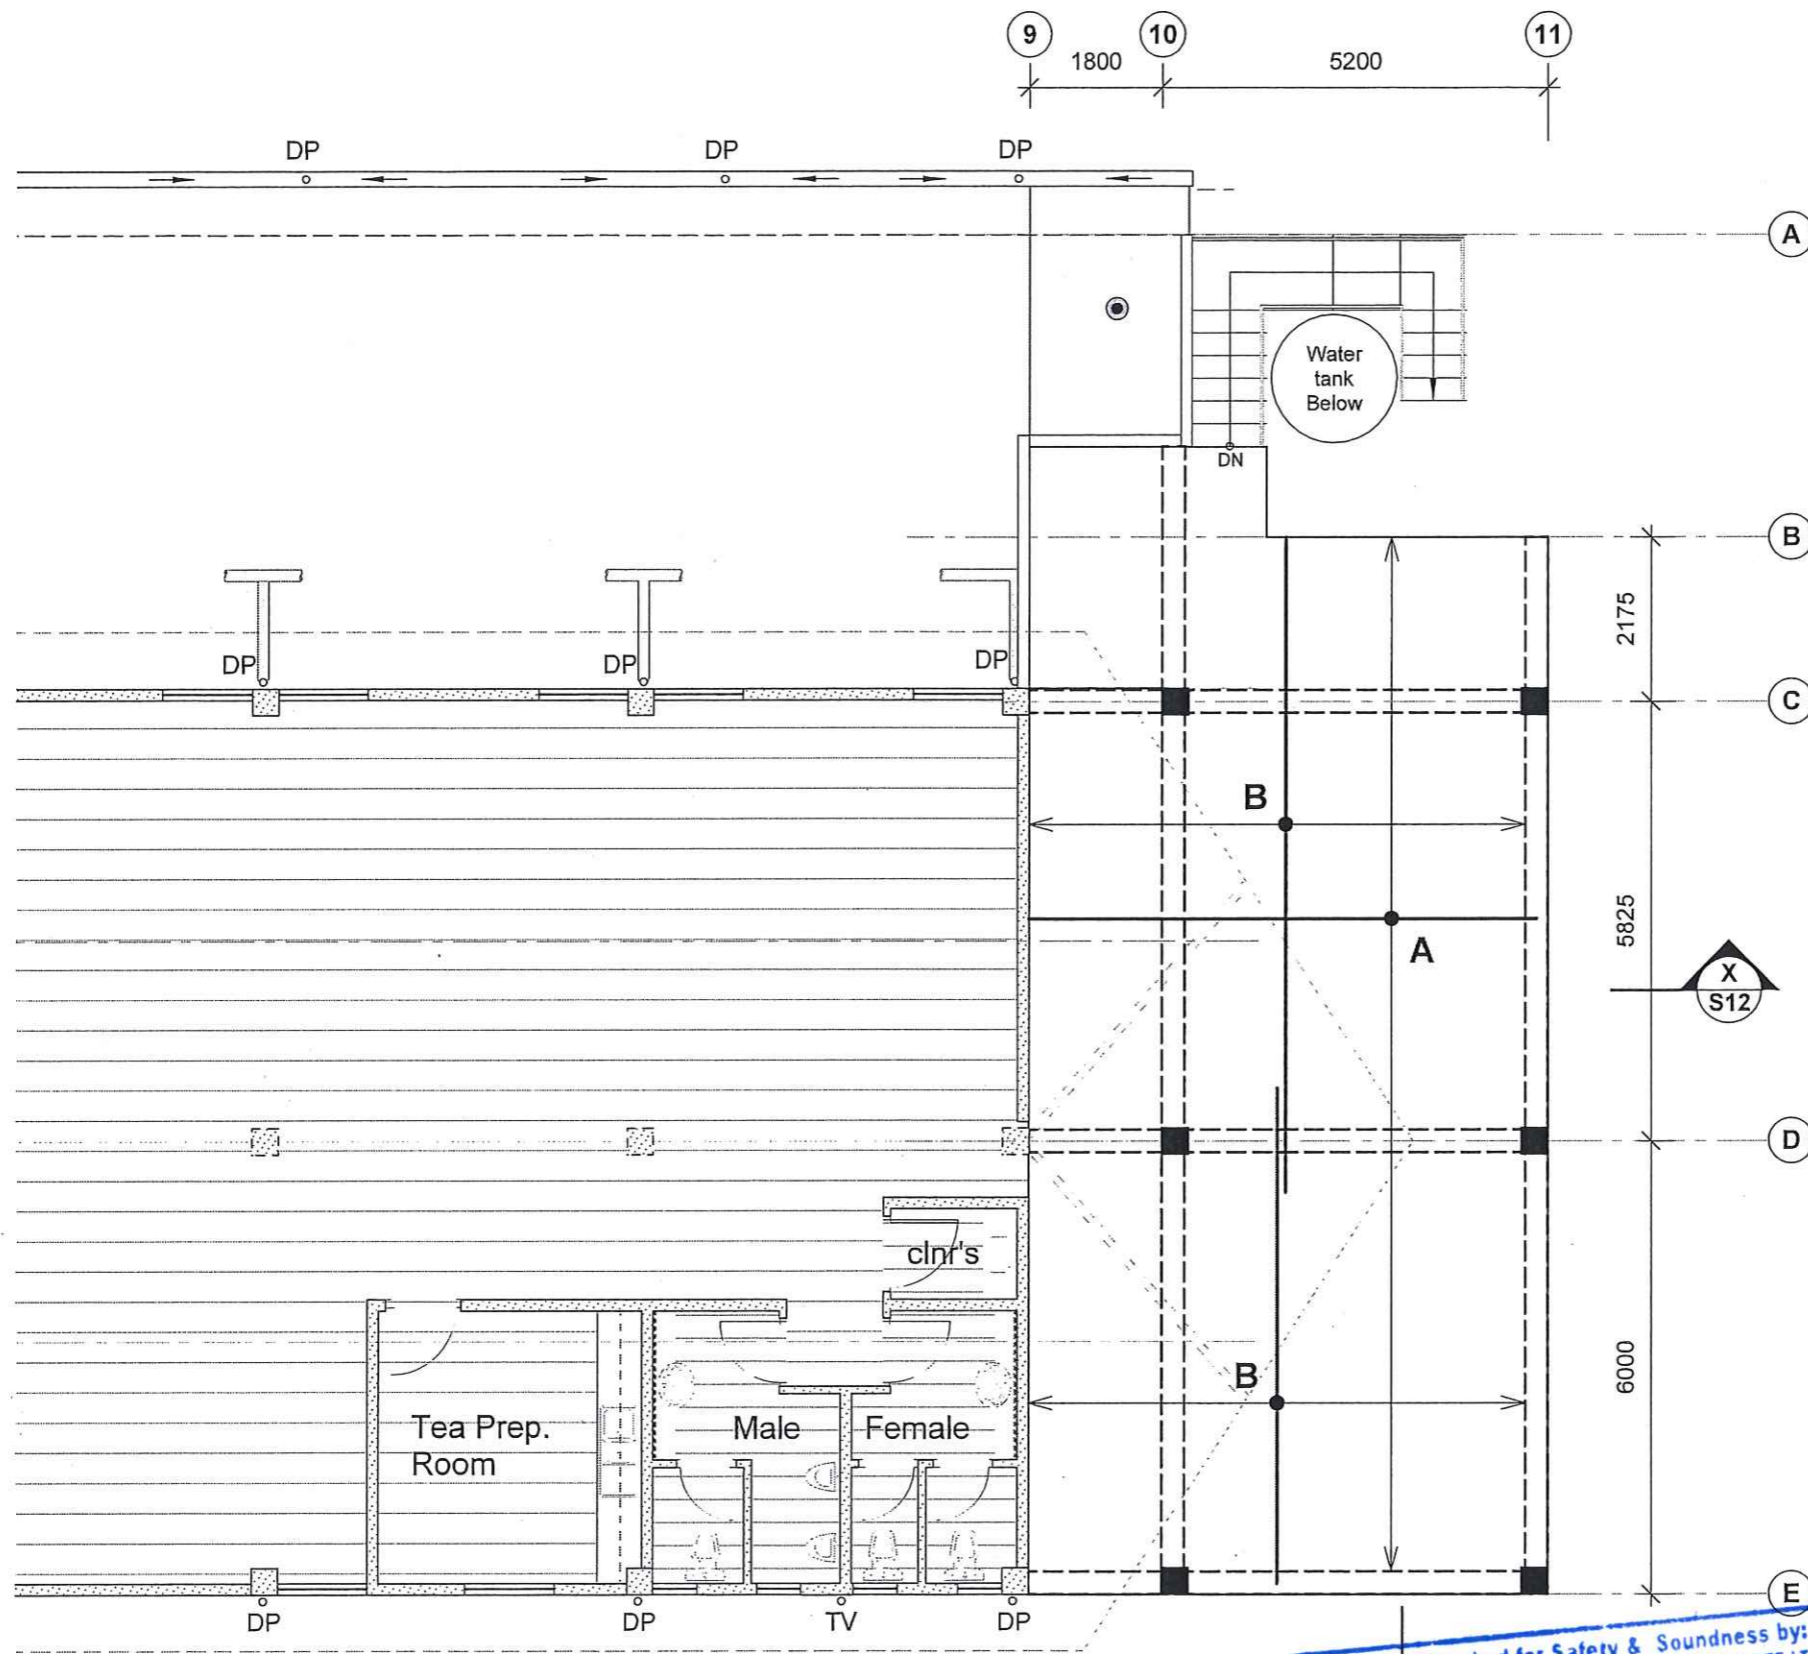 9
10
11
1800
5200
DP
DP
DP
A
Water
tank
Below
DN
B
2175
DP
DP
DP
C
B
5825
A
X
S12
D
clnr's
B
6000
Tea Prep.
Room
Male
Female
E
DP
DP
TV
DP
for Safety & Soundness by: